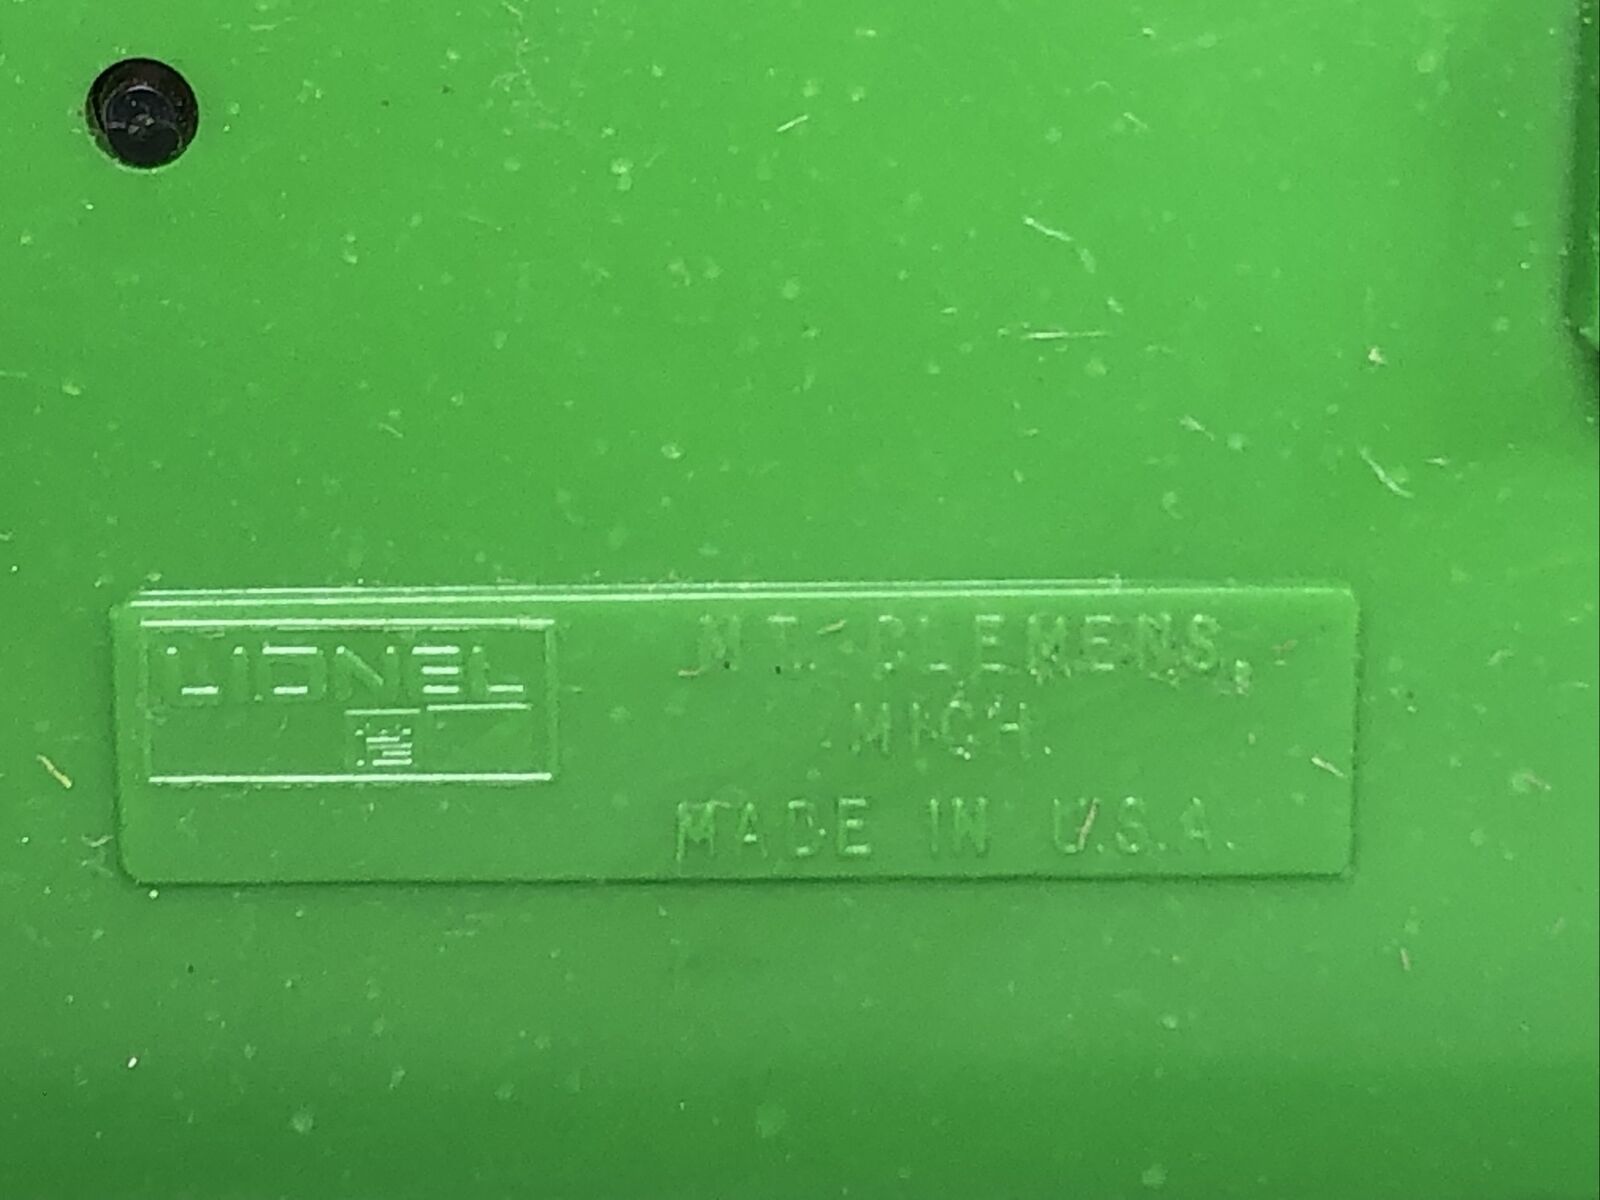 LIONEL
MT. CLEMENS,
MICH.
MADE IN U.S.A.